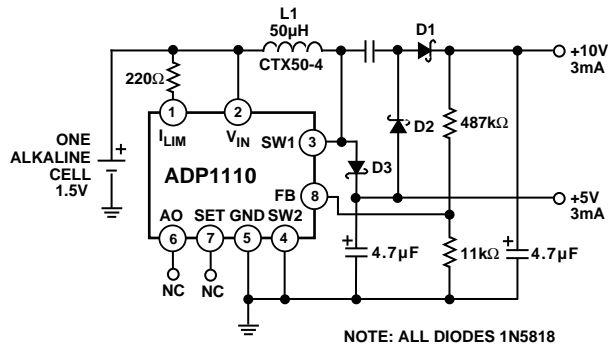 L1
50µH
CTX50-4
D1
+10V
3mA
220Ω
1
2
I_LIM
V_IN
SW1
3
D2
487kΩ
ONE
ALKALINE
CELL
1.5V
+
ADP1110
D3
FB
8
+5V
3mA
AO
SET
GND
SW2
6
7
5
4
+
4.7µF
11kΩ
+
4.7µF
NC
NC
NOTE: ALL DIODES 1N5818